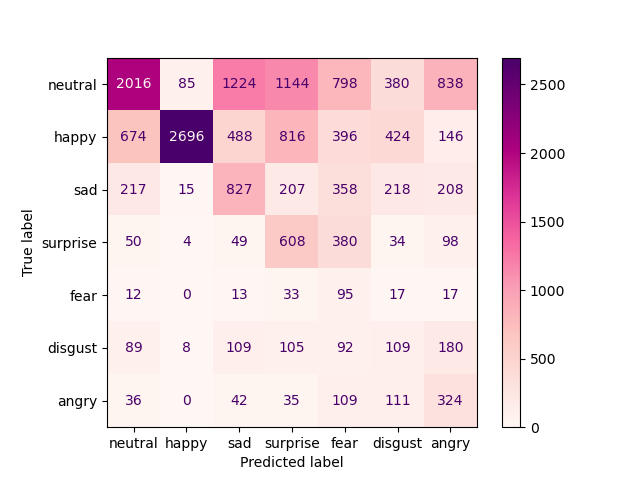 neutral 2016 85 1224 1144 798 380 838
happy 674 2696 488 816 396 424 146
sad 217 15 827 207 358 218 208
surprise 50 4 49 608 380 34 98
fear 12 0 13 33 95 17 17
disgust 89 8 109 105 92 109 180
angry 36 0 42 35 109 111 324
neutral happy sad surprise fear disgust angry
Predicted label
True label
2500
2000
1500
1000
500
0